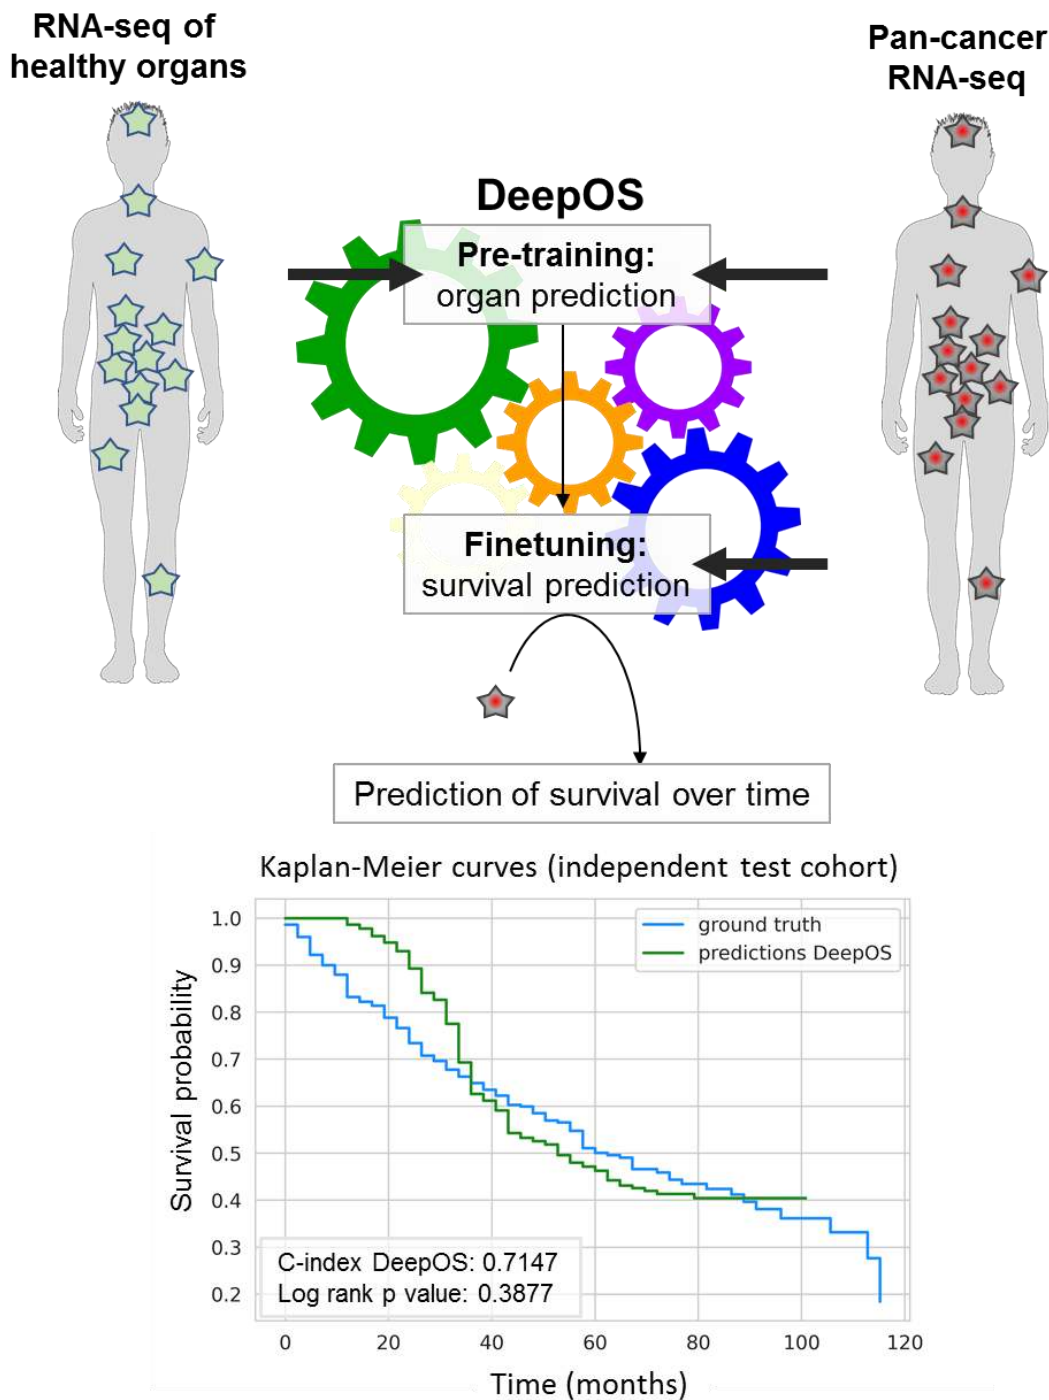 RNA-seq of
healthy organs
Pan-cancer
RNA-seq
DeepOS
Pre-training:
organ prediction
Finetuning:
survival prediction
Prediction of survival over time
Kaplan-Meier curves (independent test cohort)
Survival probability
1.0
0.9
0.8
0.7
0.6
0.5
0.4
0.3
0.2
ground truth
predictions DeepOS
C-index DeepOS: 0.7147
Log rank p value: 0.3877
0 20 40 60 80 100 120
Time (months)